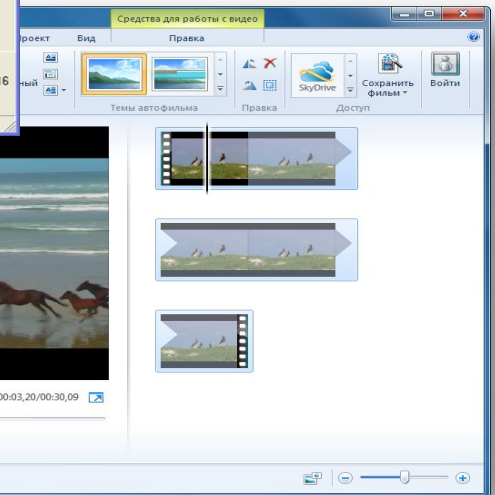 Средства для работы с видео
Проект Вид Правка
16
ный
SkyDrive
Сохранить
фильм
Войти
Темы автофильма Правка Доступ
00:03,20/00:30,09